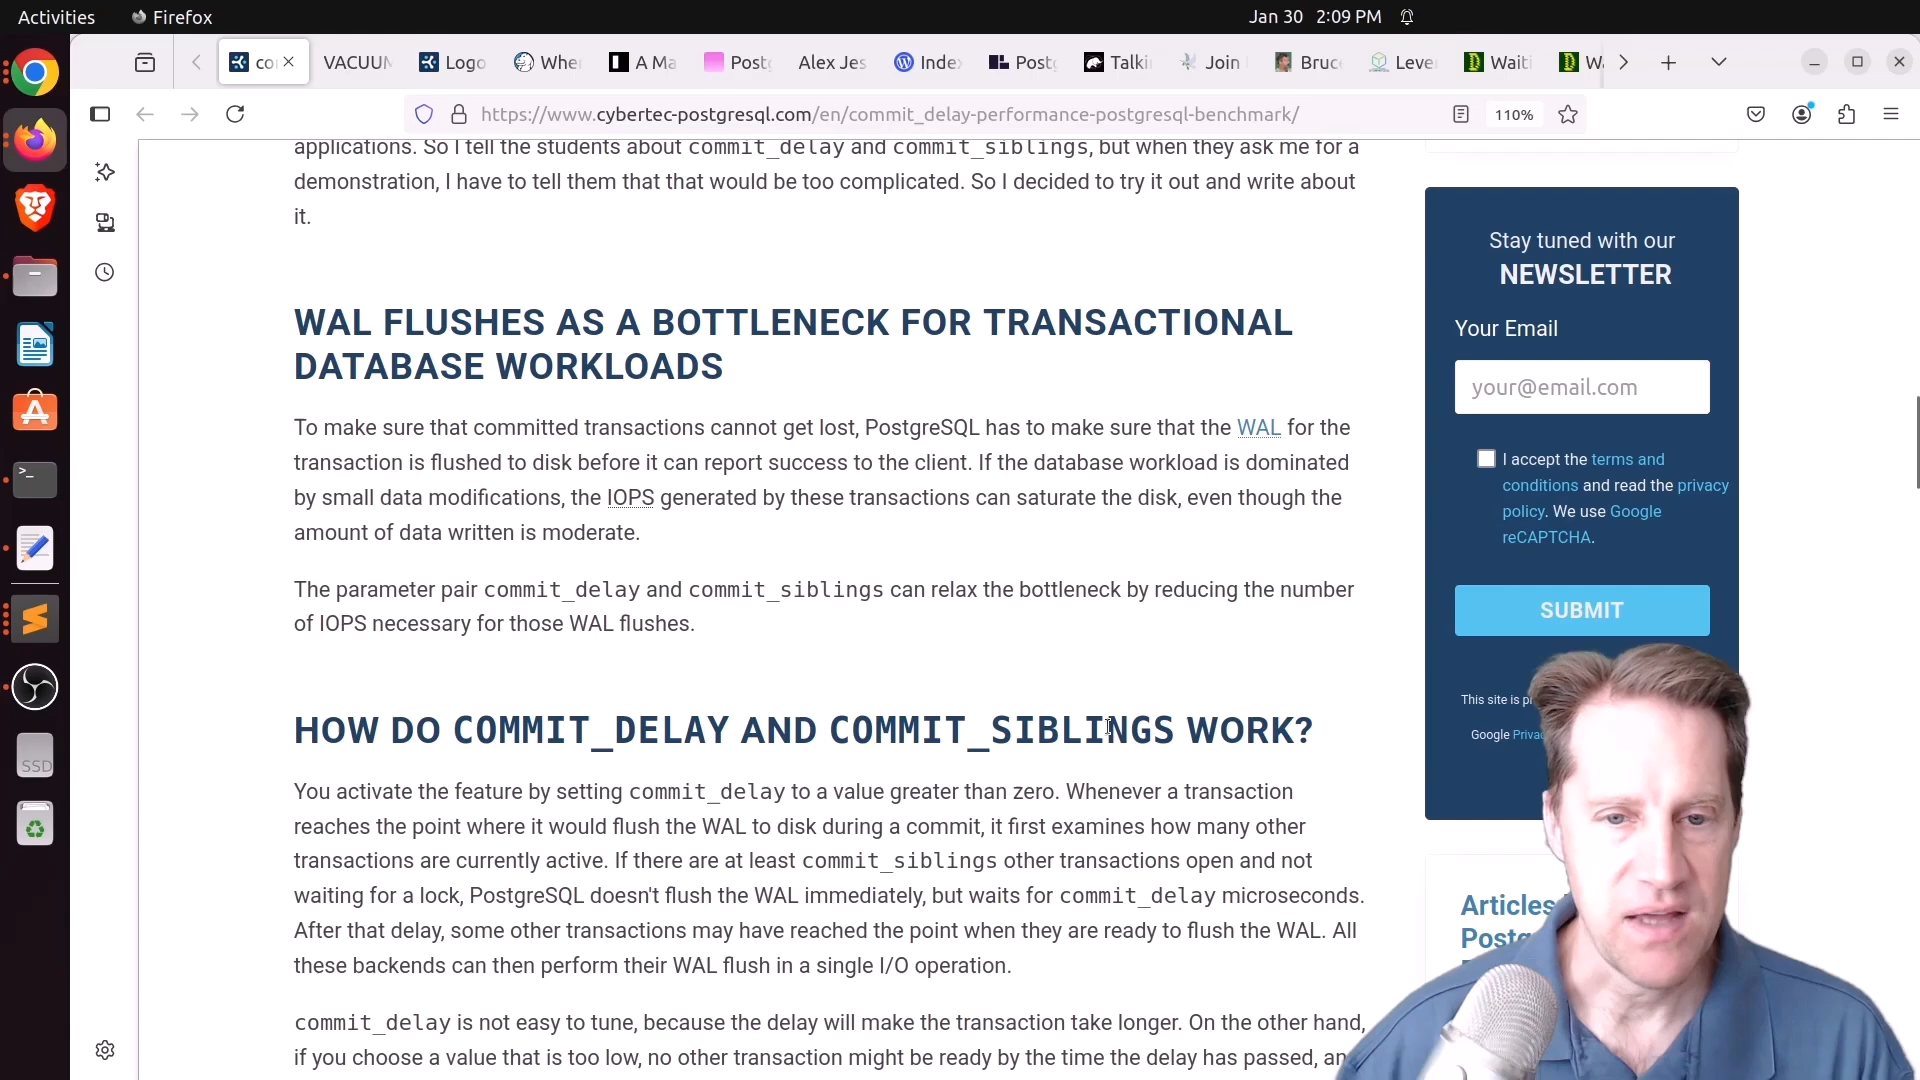 Activities
Firefox
Jan 30 2:09 PM
VACUUM
Logo
A Ma
Post
Alex Jes
Index
Talki
Join
Bruce
Lever
Waiti
https://www.cybertec-postgresql.com/en/commit_delay-performance-postgresql-benchmark/
110%
applications. So I tell the students about commit_delay and commit_siblings, but when they ask me for a
demonstration, I have to tell them that that would be too complicated. So I decided to try it out and write about
it.
WAL FLUSHES AS A BOTTLENECK FOR TRANSACTIONAL
DATABASE WORKLOADS
To make sure that committed transactions cannot get lost, PostgreSQL has to make sure that the WAL for the
transaction is flushed to disk before it can report success to the client. If the database workload is dominated
by small data modifications, the IOPS generated by these transactions can saturate the disk, even though the
amount of data written is moderate.
The parameter pair commit_delay and commit_siblings can relax the bottleneck by reducing the number
of IOPS necessary for those WAL flushes.
HOW DO COMMIT_DELAY AND COMMIT_SIBLINGS WORK?
You activate the feature by setting commit_delay to a value greater than zero. Whenever a transaction
reaches the point where it would flush the WAL to disk during a commit, it first examines how many other
transactions are currently active. If there are at least commit_siblings other transactions open and not
waiting for a lock, PostgreSQL doesn't flush the WAL immediately, but waits for commit_delay microseconds.
After that delay, some other transactions may have reached the point when they are ready to flush the WAL. All
these backends can then perform their WAL flush in a single I/O operation.
commit_delay is not easy to tune, because the delay will make the transaction take longer. On the other hand,
if you choose a value that is too low, no other transaction might be ready by the time the delay has passed, an
Stay tuned with our
NEWSLETTER
Your Email
your@email.com
I accept the terms and
conditions and read the privacy
policy. We use Google
reCAPTCHA.
SUBMIT
This site is
Google
Articles
SSD